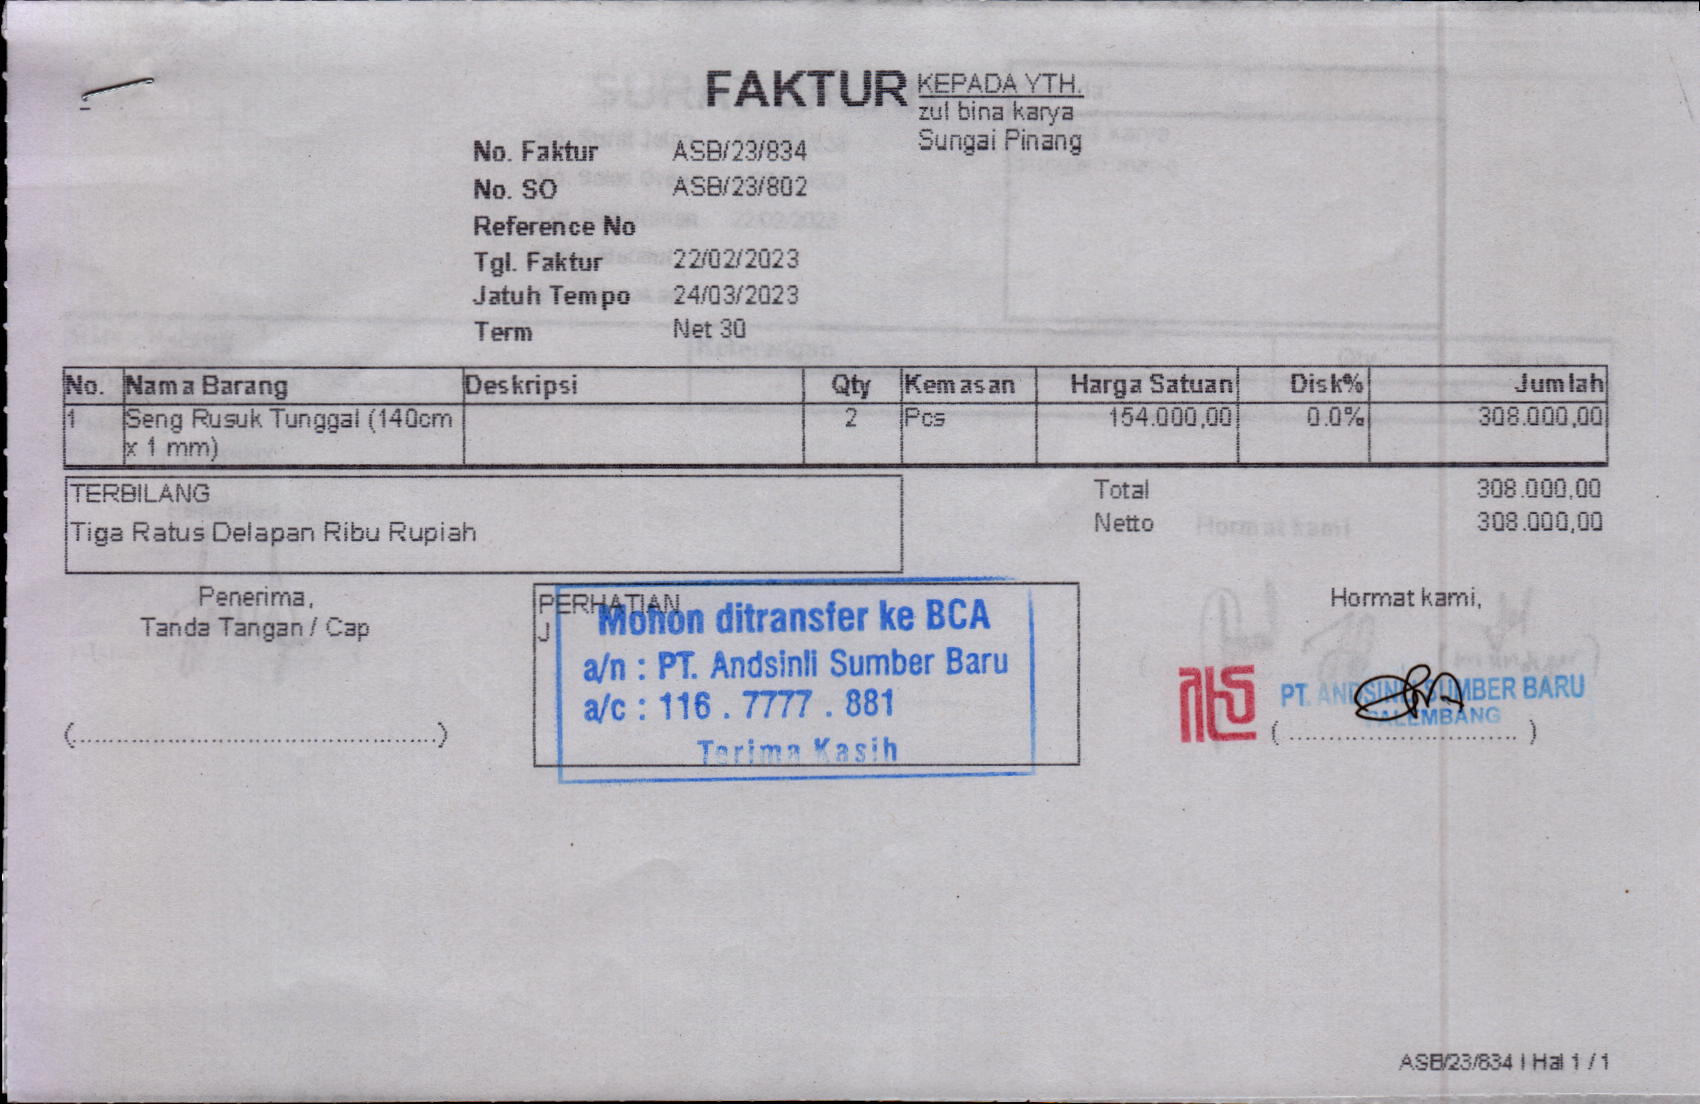 FAKTUR
KEPADA YTH.
zul bina karya
Sungai Pinang
No. Faktur ASB/23/834
No. SO ASB/23/802
Reference No
Tgl. Faktur 22/02/2023
Jatuh Tempo 24/03/2023
Term Net 30
No. Nama Barang Deskripsi Qty Kemasan Harga Satuan Disk% Jumlah
1 Seng Rusuk Tunggal (140cm 2 Pcs 154.000,00 0.0% 308.000,00
x 1 mm)
TERBILANG
Tiga Ratus Delapan Ribu Rupiah
Total 308.000,00
Netto 308.000,00
Penerima,
Tanda Tangan / Cap
(........................................)
PERHATIAN
J
Mohon ditransfer ke BCA
a/n : PT. Andsinli Sumber Baru
a/c : 116 . 7777 . 881
Terima Kasih
Hormat kami,
PT. ANDSINLI SUMBER BARU
PALEMBANG
( ............................ )
ASB/23/834 | Hal 1 / 1